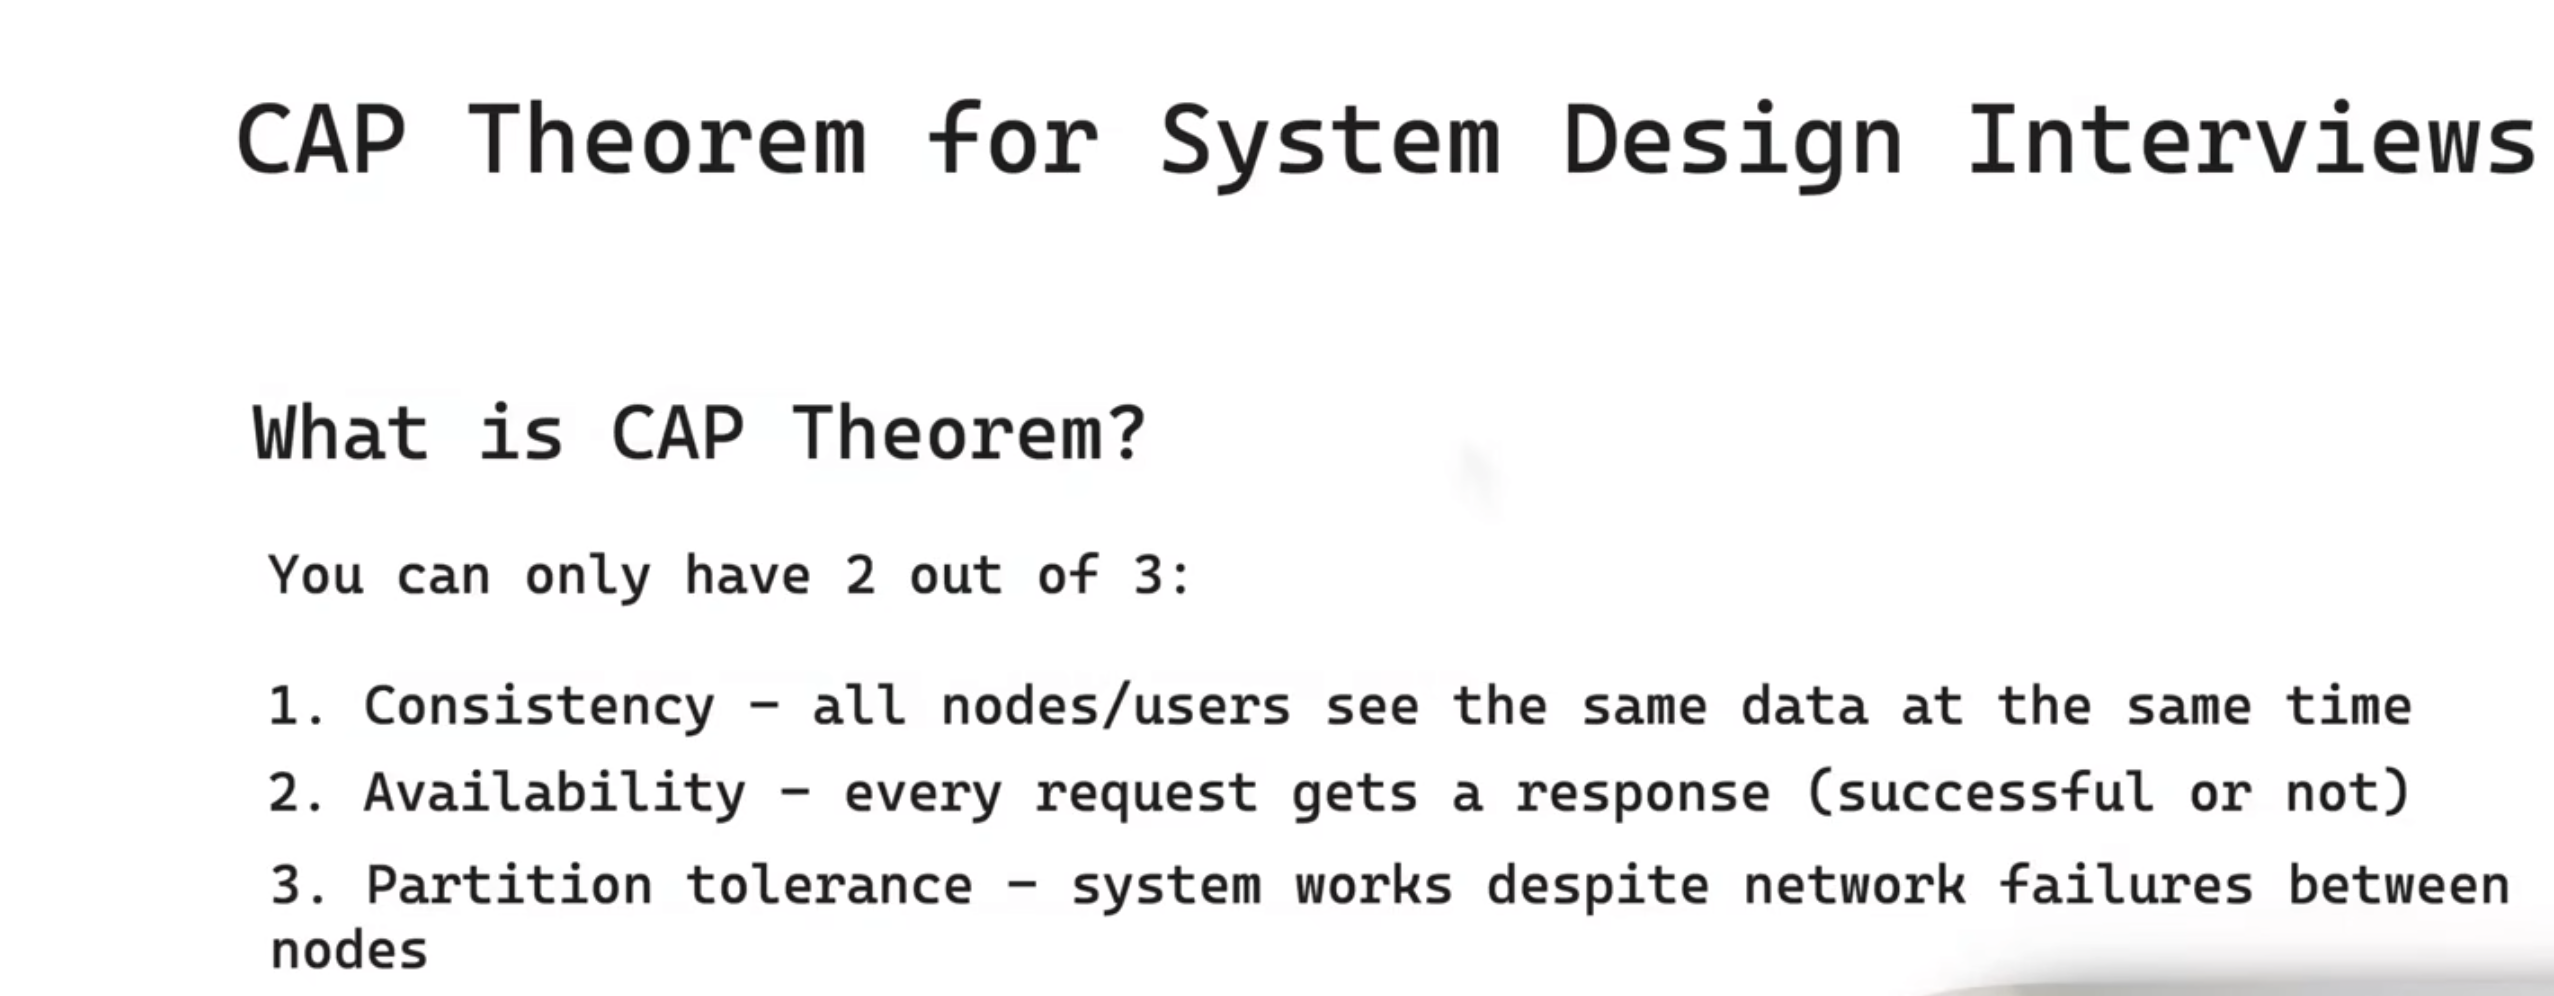 CAP Theorem for System Design Interviews
What is CAP Theorem?
You can only have 2 out of 3:
1. Consistency – all nodes/users see the same data at the same time
2. Availability – every request gets a response (successful or not)
3. Partition tolerance – system works despite network failures between
nodes